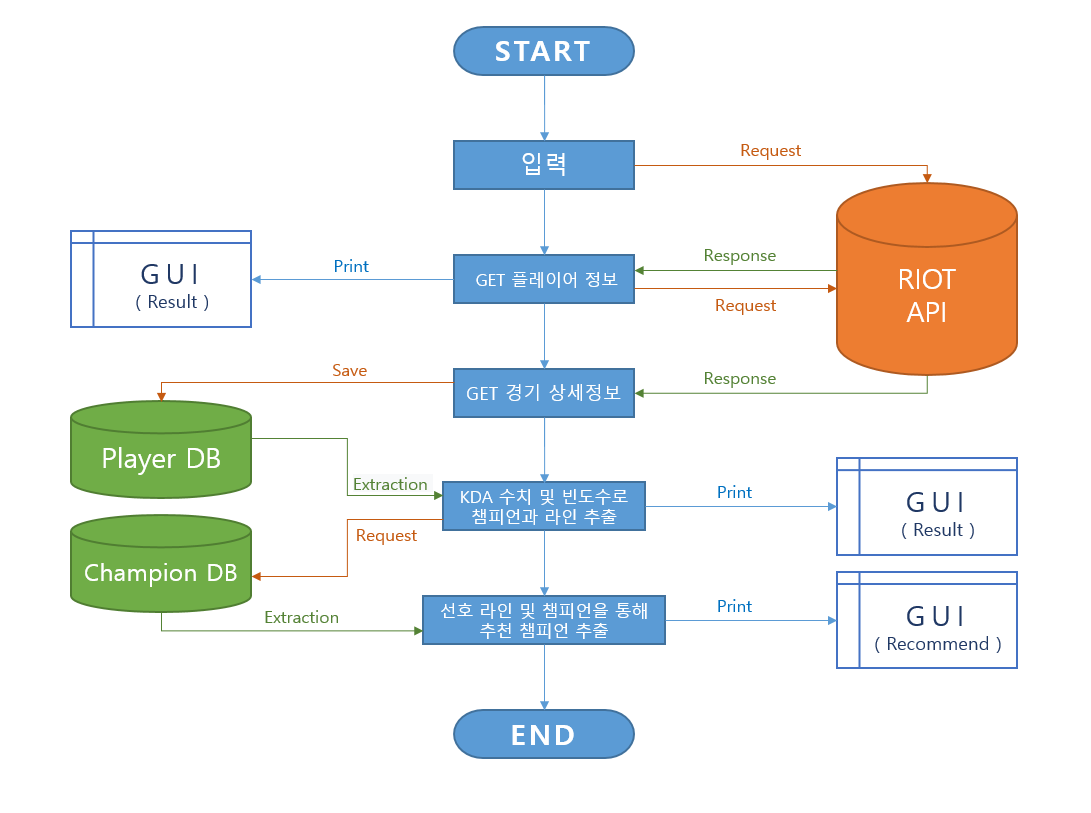 START
입력
Request
RIOT
API
Response
Request
GET 플레이어 정보
Print
G U I
( Result )
GET 경기 상세정보
Response
Save
Player DB
Extraction
KDA 수치 및 빈도수로
챔피언과 라인 추출
Print
G U I
( Result )
Request
Champion DB
Extraction
선호 라인 및 챔피언을 통해
추천 챔피언 추출
Print
G U I
( Recommend )
END